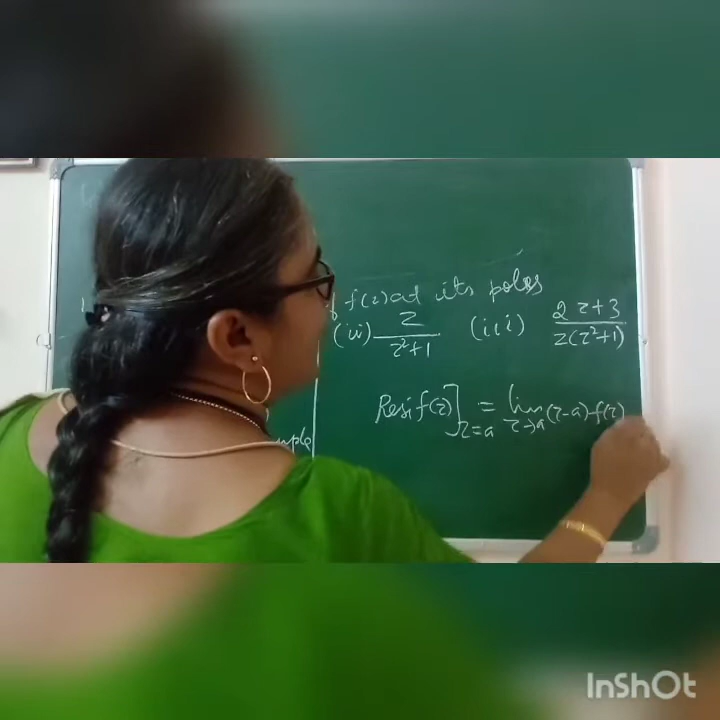 f(z) at its poles
(ii) z/(z²+1) (iii) (2z+3)/(z(z²+1))
Res f(z)]z=a = lim z→a (z-a) f(z)
InShOt